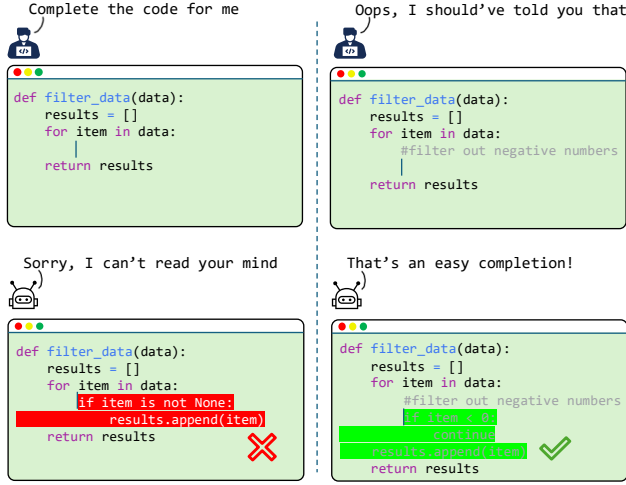 Complete the code for me
def filter_data(data):
    results = []
    for item in data:
    return results
Sorry, I can't read your mind
def filter_data(data):
    results = []
    for item in data:
        if item is not None:
            results.append(item)
    return results
Oops, I should've told you that
def filter_data(data):
    results = []
    for item in data:
        #filter out negative numbers
    return results
That's an easy completion!
def filter_data(data):
    results = []
    for item in data:
        #filter out negative numbers
        if item < 0:
            continue
    results.append(item)
    return results